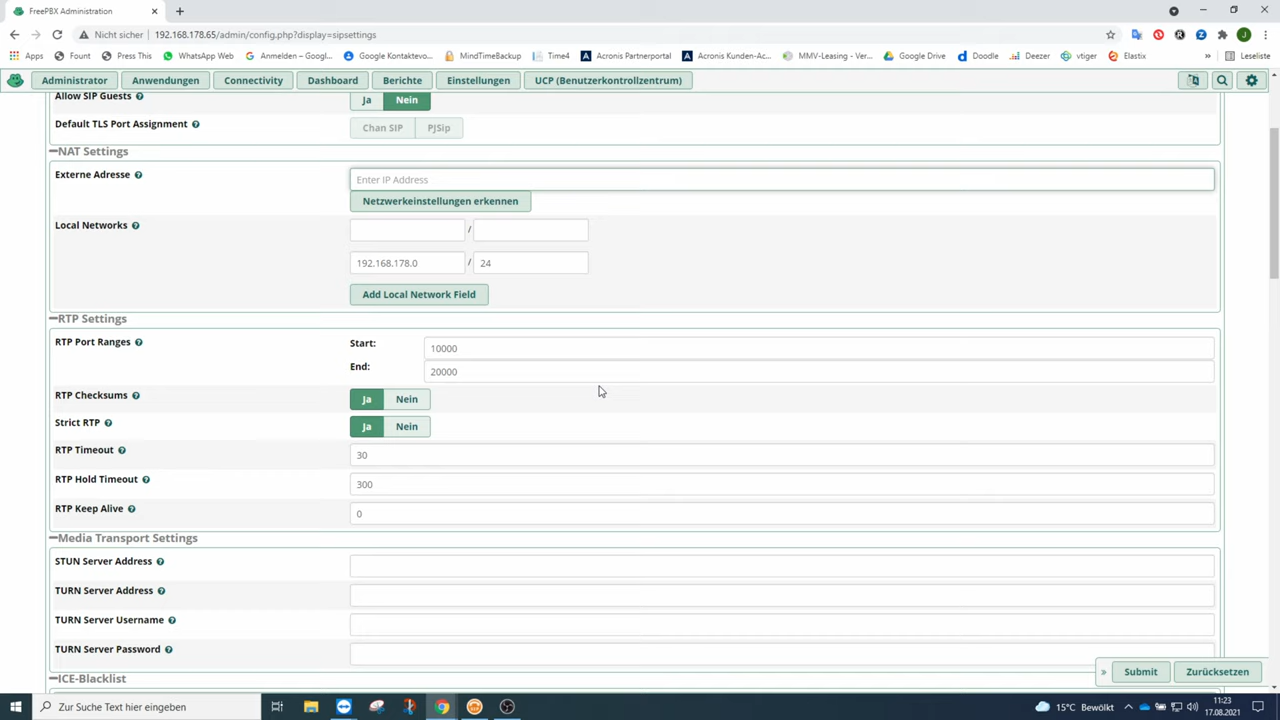 FreePBX Administration
Nicht sicher
192.168.178.65/admin/config.php?display=sipsettings
Apps
Fount
Press This
WhatsApp Web
Anmelden – Googl...
Google Kontaktevo...
MindTimeBackup
Time4
Acronis Partnerportal
Acronis Kunden-Ac...
MMV-Leasing - Ver...
Google Drive
Doodle
Deezer
vtiger
Elastix
»
Leseliste
Administrator
Anwendungen
Connectivity
Dashboard
Berichte
Einstellungen
UCP (Benutzerkontrollzentrum)
Allow SIP Guests
Ja
Nein
Default TLS Port Assignment
Chan SIP
PJSip
NAT Settings
Externe Adresse
Enter IP Address
Netzwerkeinstellungen erkennen
Local Networks
/
192.168.178.0
/
24
Add Local Network Field
RTP Settings
RTP Port Ranges
Start:
10000
End:
20000
RTP Checksums
Ja
Nein
Strict RTP
Ja
Nein
RTP Timeout
30
RTP Hold Timeout
300
RTP Keep Alive
0
Media Transport Settings
STUN Server Address
TURN Server Address
TURN Server Username
TURN Server Password
ICE-Blacklist
»
Submit
Zurücksetzen
Zur Suche Text hier eingeben
15°C Bewölkt
11:23
17.08.2021